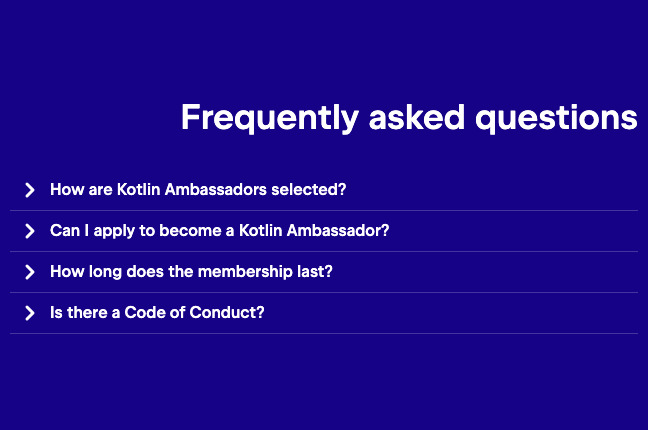 Frequently asked questions
How are Kotlin Ambassadors selected?
Can I apply to become a Kotlin Ambassador?
How long does the membership last?
Is there a Code of Conduct?